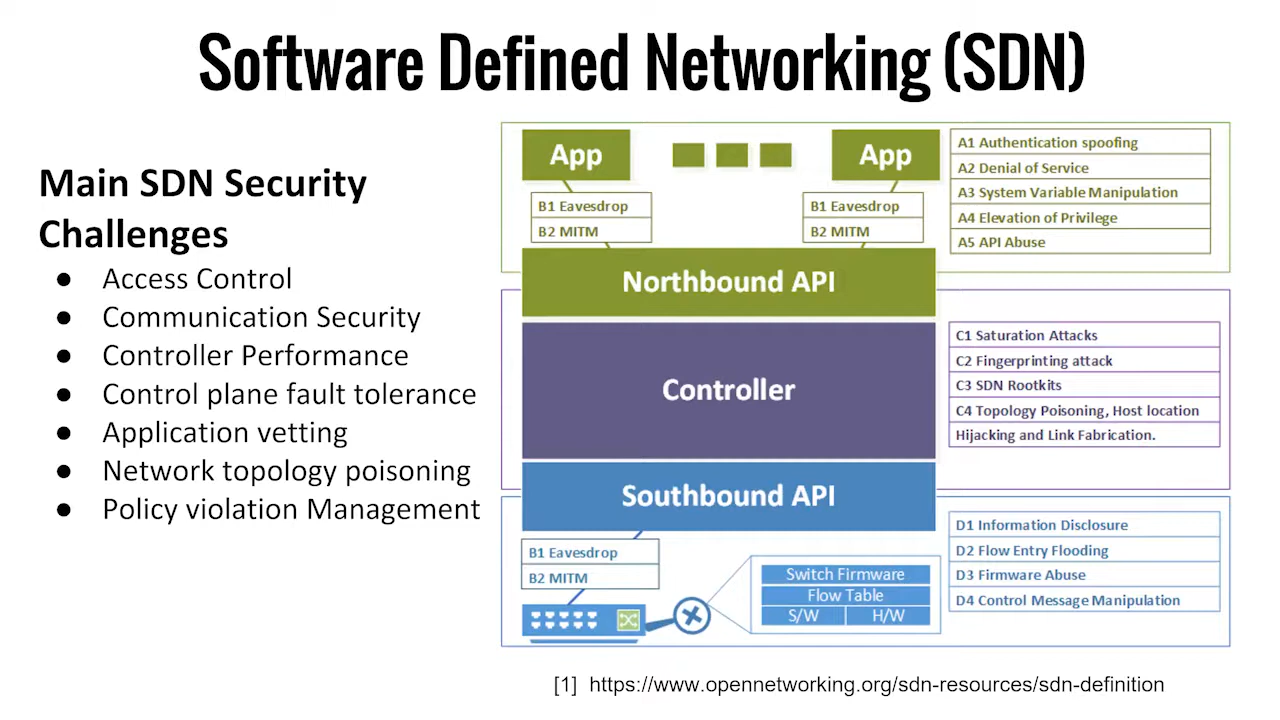 Software Defined Networking (SDN)
Main SDN Security
Challenges
● Access Control
● Communication Security
● Controller Performance
● Control plane fault tolerance
● Application vetting
● Network topology poisoning
● Policy violation Management
App
App
B1 Eavesdrop
B2 MITM
B1 Eavesdrop
B2 MITM
A1 Authentication spoofing
A2 Denial of Service
A3 System Variable Manipulation
A4 Elevation of Privilege
A5 API Abuse
Northbound API
Controller
C1 Saturation Attacks
C2 Fingerprinting attack
C3 SDN Rootkits
C4 Topology Poisoning, Host location
Hijacking and Link Fabrication.
Southbound API
B1 Eavesdrop
B2 MITM
Switch Firmware
Flow Table
S/W
H/W
D1 Information Disclosure
D2 Flow Entry Flooding
D3 Firmware Abuse
D4 Control Message Manipulation
[1] https://www.opennetworking.org/sdn-resources/sdn-definition